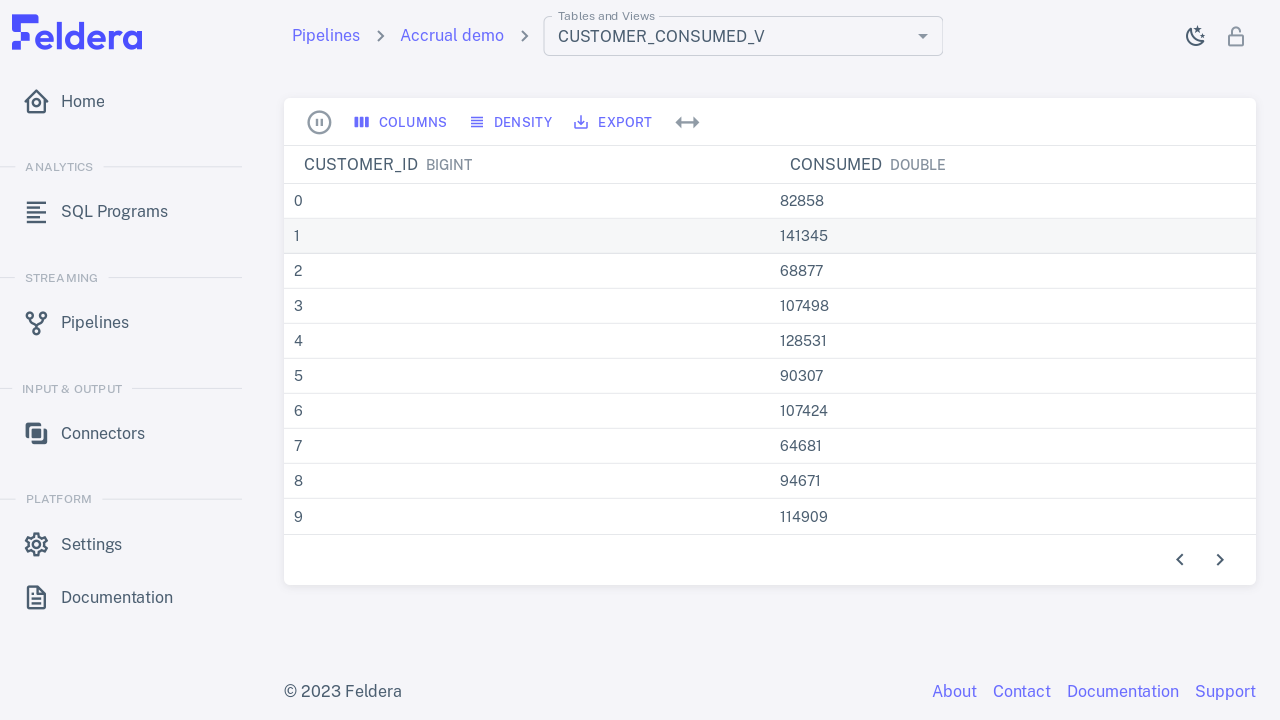 Feldera
Pipelines
Accrual demo
Tables and Views
CUSTOMER_CONSUMED_V
Home
ANALYTICS
SQL Programs
STREAMING
Pipelines
INPUT & OUTPUT
Connectors
PLATFORM
Settings
Documentation
COLUMNS DENSITY EXPORT
CUSTOMER_ID BIGINT CONSUMED DOUBLE
0 82858
1 141345
2 68877
3 107498
4 128531
5 90307
6 107424
7 64681
8 94671
9 114909
© 2023 Feldera
About Contact Documentation Support